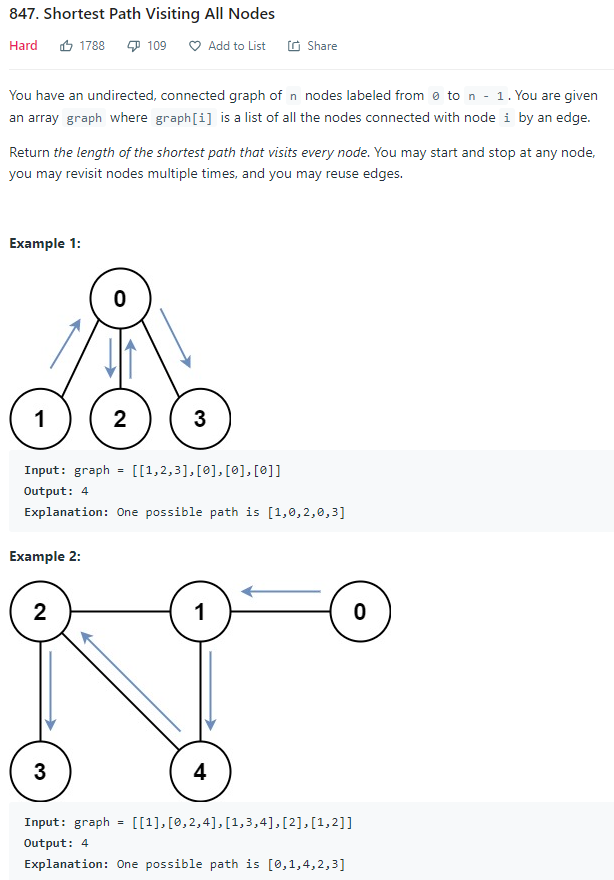 847. Shortest Path Visiting All Nodes
Hard 1788 109 Add to List Share
You have an undirected, connected graph of n nodes labeled from 0 to n - 1. You are given
an array graph where graph[i] is a list of all the nodes connected with node i by an edge.
Return the length of the shortest path that visits every node. You may start and stop at any node,
you may revisit nodes multiple times, and you may reuse edges.
Example 1:
0
1 2 3
Input: graph = [[1,2,3],[0],[0],[0]]
Output: 4
Explanation: One possible path is [1,0,2,0,3]
Example 2:
2 1 0
3 4
Input: graph = [[1],[0,2,4],[1,3,4],[2],[1,2]]
Output: 4
Explanation: One possible path is [0,1,4,2,3]